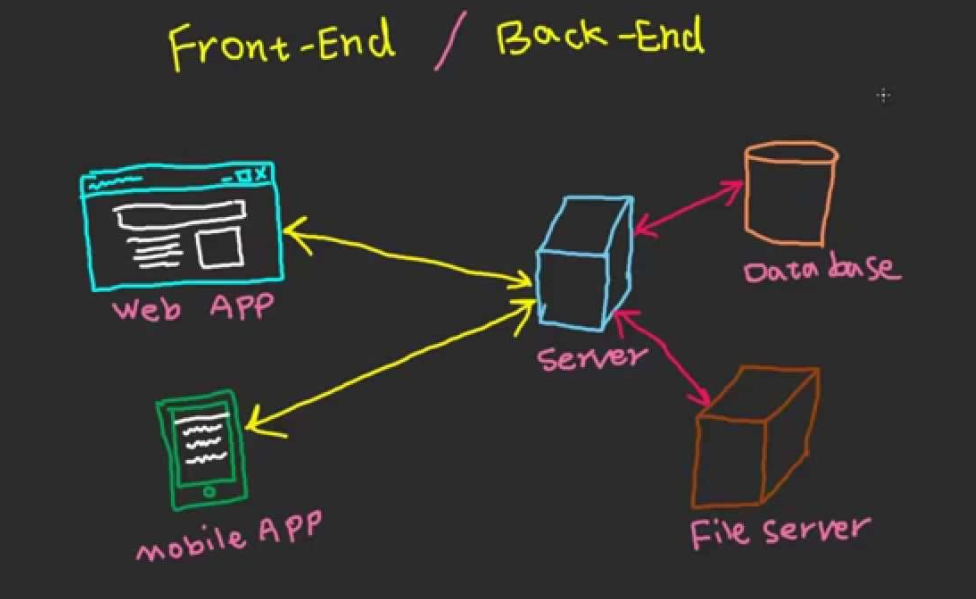 Front-End / Back-End
Web APP
Server
Database
mobile APP
File server